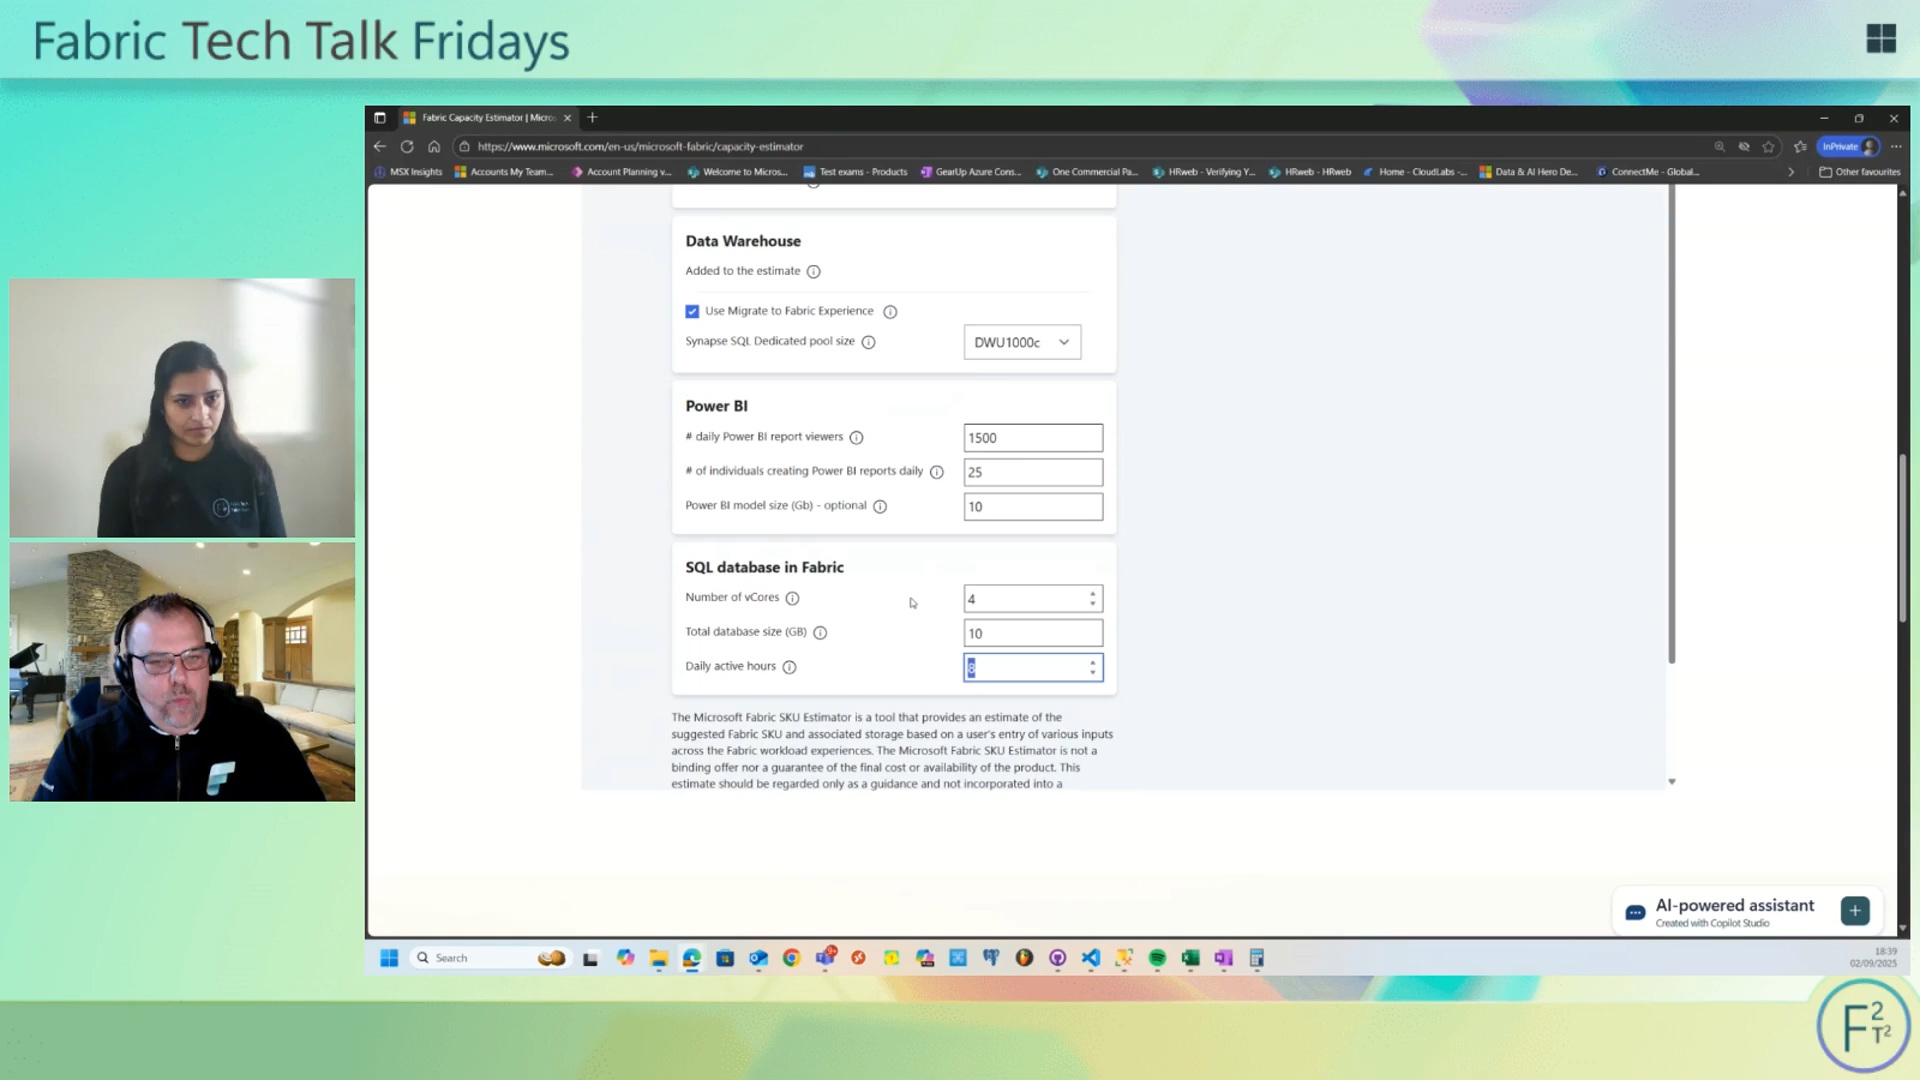 Fabric Tech Talk Fridays
Fabric Capacity Estimator | Micros
https://www.microsoft.com/en-us/microsoft-fabric/capacity-estimator
InPrivate
MSX Insights
Accounts My Team...
Account Planning v...
Welcome to Micros...
Test exams - Products
GearUp Azure Cons...
One Commercial Pa...
HRweb - Verifying Y...
HRweb - HRweb
Home - CloudLabs -...
Data & AI Hero De...
ConnectMe - Global...
Other favourites
Data Warehouse
Added to the estimate
Use Migrate to Fabric Experience
Synapse SQL Dedicated pool size
DWU1000c
Power BI
# daily Power BI report viewers
1500
# of individuals creating Power BI reports daily
25
Power BI model size (Gb) - optional
10
SQL database in Fabric
Number of vCores
4
Total database size (GB)
10
Daily active hours
8
The Microsoft Fabric SKU Estimator is a tool that provides an estimate of the
suggested Fabric SKU and associated storage based on a user's entry of various inputs
across the Fabric workload experiences. The Microsoft Fabric SKU Estimator is not a
binding offer nor a guarantee of the final cost or availability of the product. This
estimate should be regarded only as a guidance and not incorporated into a
AI-powered assistant
Created with Copilot Studio
Search
18:39
02/09/2025
F2T2